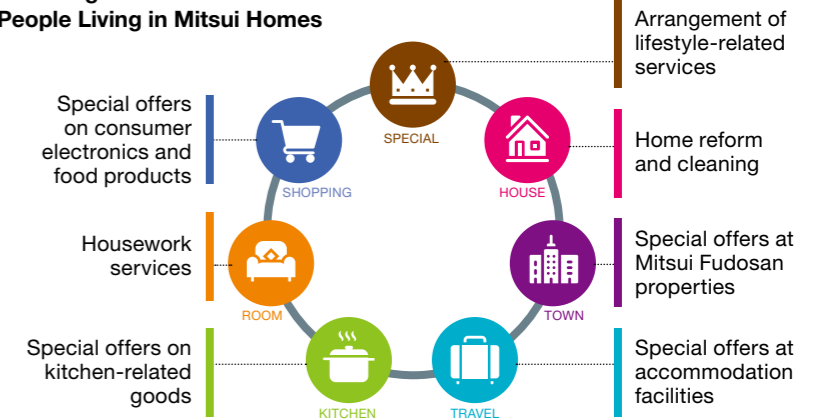 People Living in Mitsui Homes
Arrangement of
lifestyle-related
services
SPECIAL
Special offers
on consumer
electronics and
food products
SHOPPING
Home reform
and cleaning
HOUSE
Housework
services
ROOM
Special offers at
Mitsui Fudosan
properties
TOWN
Special offers on
kitchen-related
goods
KITCHEN
Special offers at
accommodation
facilities
TRAVEL